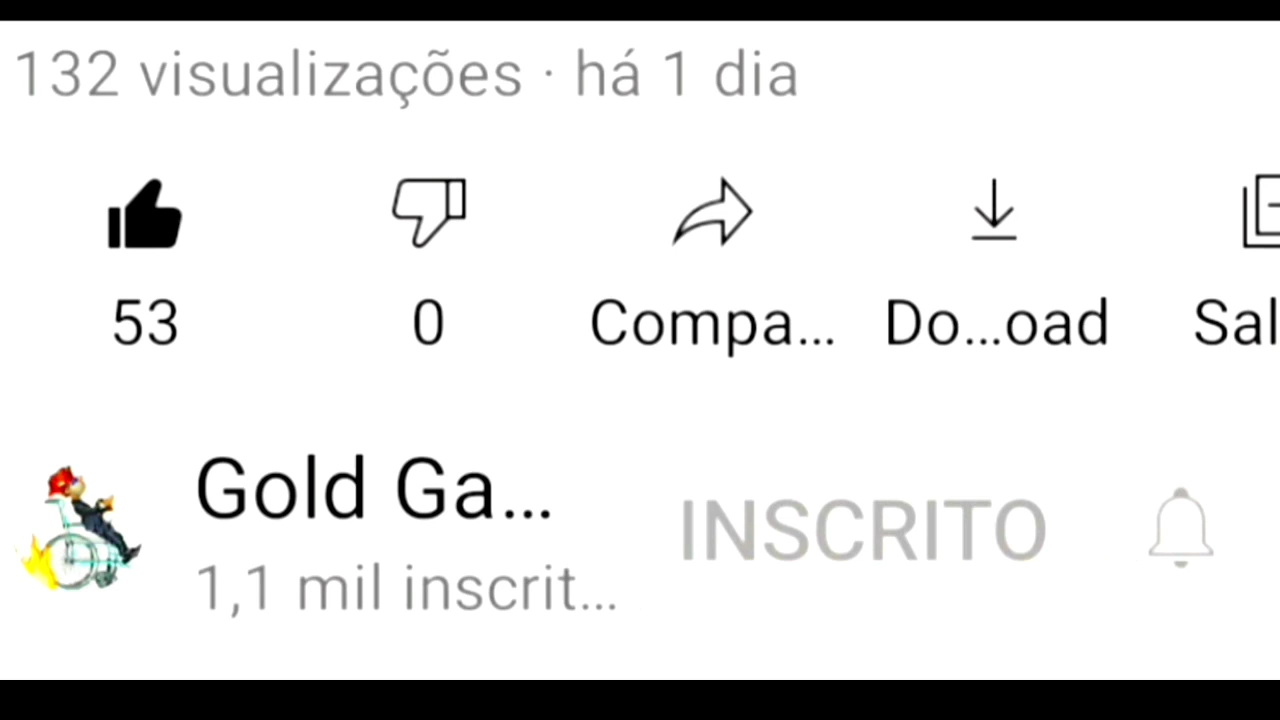 132 visualizações · há 1 dia
53 0 Compa... Do...oad Sal
Gold Ga...
INSCRITO
1,1 mil inscrit...